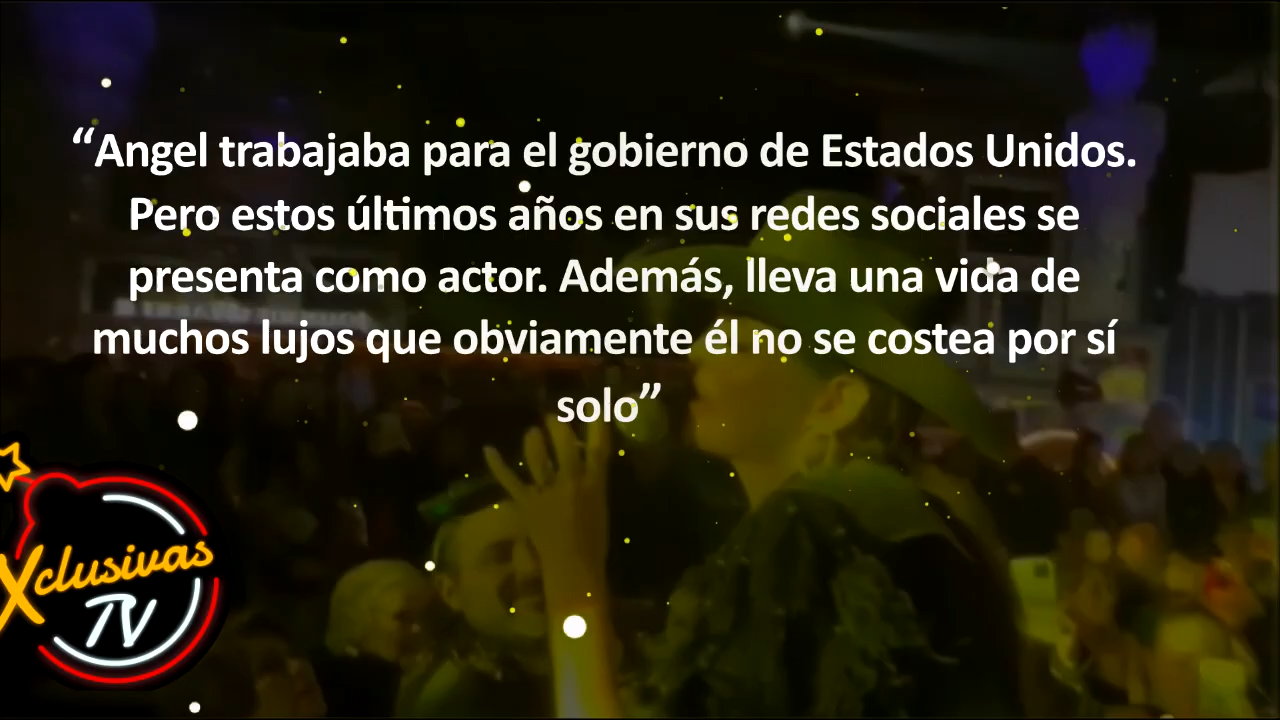 “Angel trabajaba para el gobierno de Estados Unidos.
Pero estos últimos años en sus redes sociales se
presenta como actor. Además, lleva una vida de
muchos lujos que obviamente él no se costea por sí
solo”
Xclusivas
TV